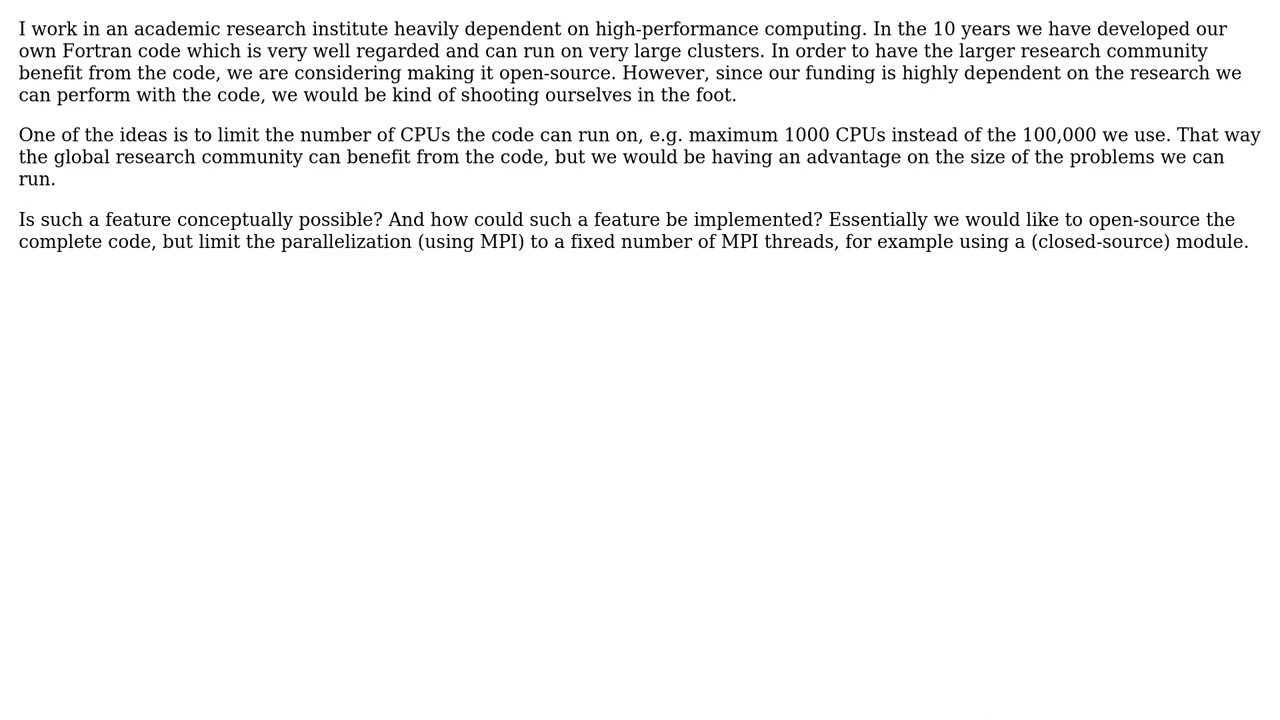 I work in an academic research institute heavily dependent on high-performance computing. In the 10 years we have developed our
own Fortran code which is very well regarded and can run on very large clusters. In order to have the larger research community
benefit from the code, we are considering making it open-source. However, since our funding is highly dependent on the research we
can perform with the code, we would be kind of shooting ourselves in the foot.
One of the ideas is to limit the number of CPUs the code can run on, e.g. maximum 1000 CPUs instead of the 100,000 we use. That way
the global research community can benefit from the code, but we would be having an advantage on the size of the problems we can
run.
Is such a feature conceptually possible? And how could such a feature be implemented? Essentially we would like to open-source the
complete code, but limit the parallelization (using MPI) to a fixed number of MPI threads, for example using a (closed-source) module.